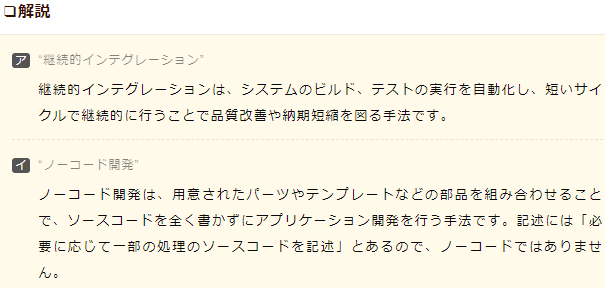 ❏解説
ア "継続的インテグレーション"
継続的インテグレーションは、システムのビルド、テストの実行を自動化し、短いサイ
クルで継続的に行うことで品質改善や納期短縮を図る手法です。
イ "ノーコード開発"
ノーコード開発は、用意されたパーツやテンプレートなどの部品を組み合わせること
で、ソースコードを全く書かずにアプリケーション開発を行う手法です。記述には「必
要に応じて一部の処理のソースコードを記述」とあるので、ノーコードではありませ
ん。